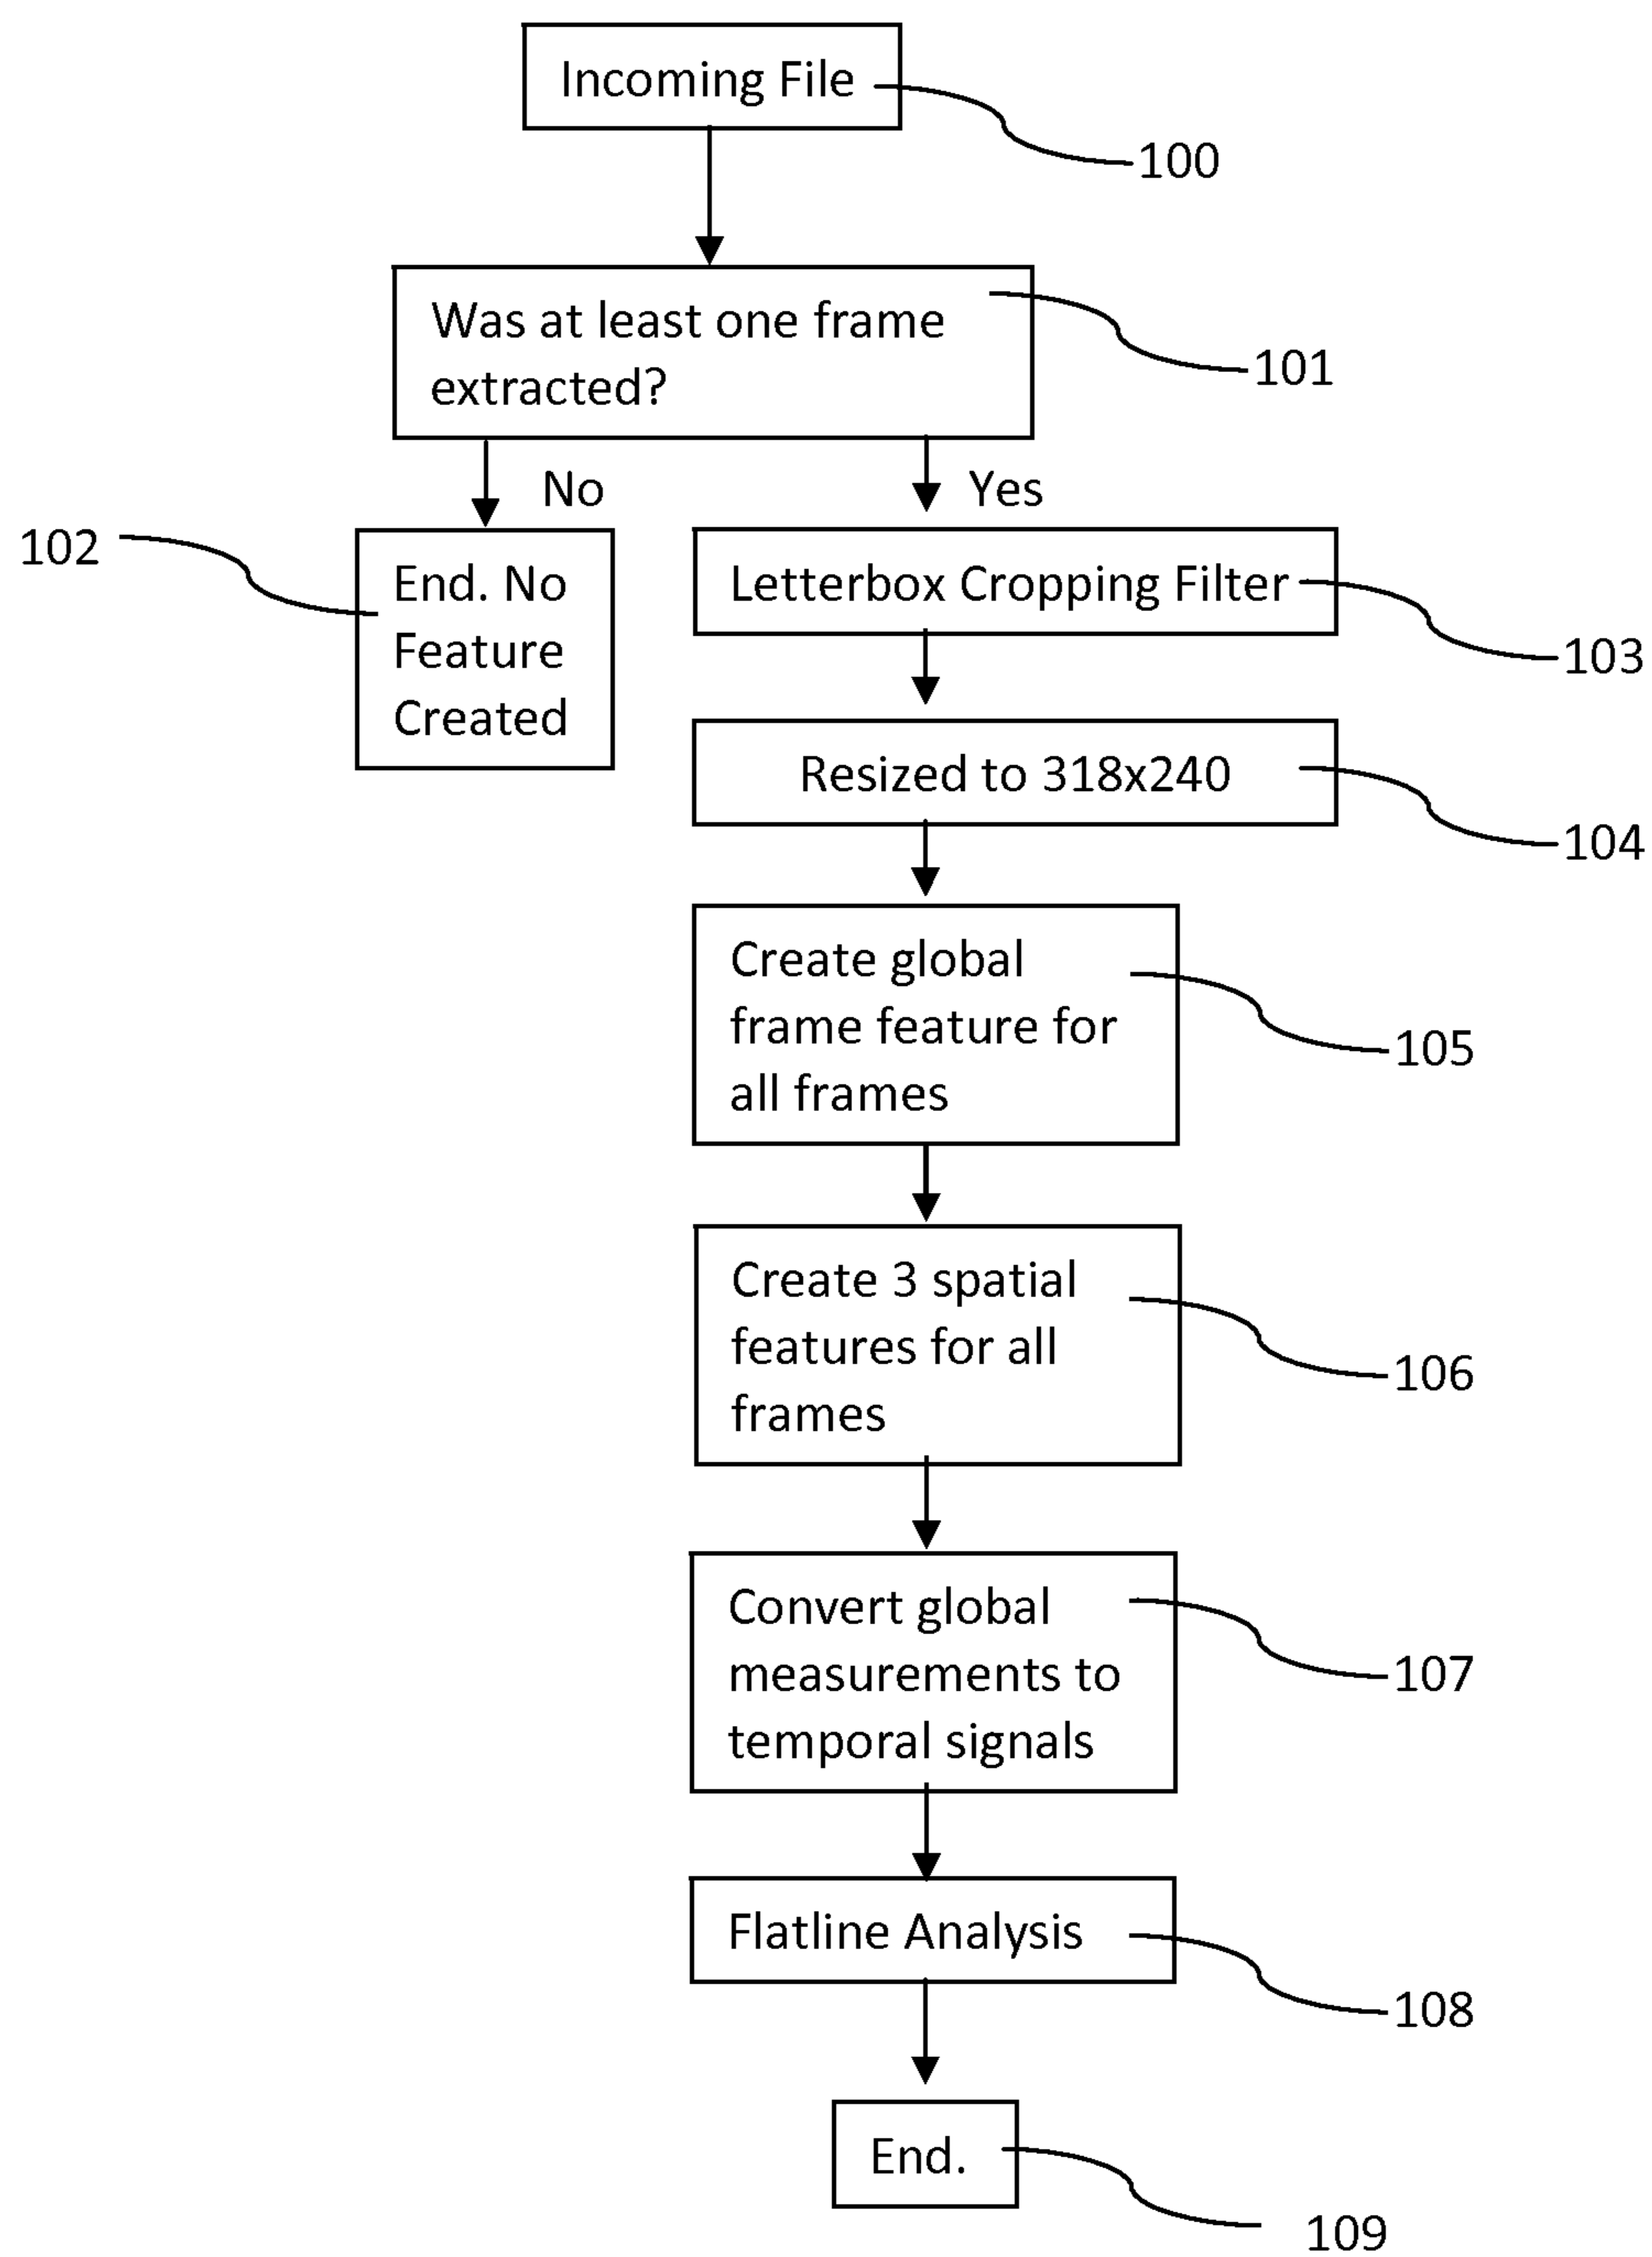 Incoming File
100
Was at least one frame
extracted?
101
No
Yes
102
End. No
Feature
Created
Letterbox Cropping Filter
103
Resized to 318x240
104
Create global
frame feature for
all frames
105
Create 3 spatial
features for all
frames
106
Convert global
measurements to
temporal signals
107
Flatline Analysis
108
End.
109